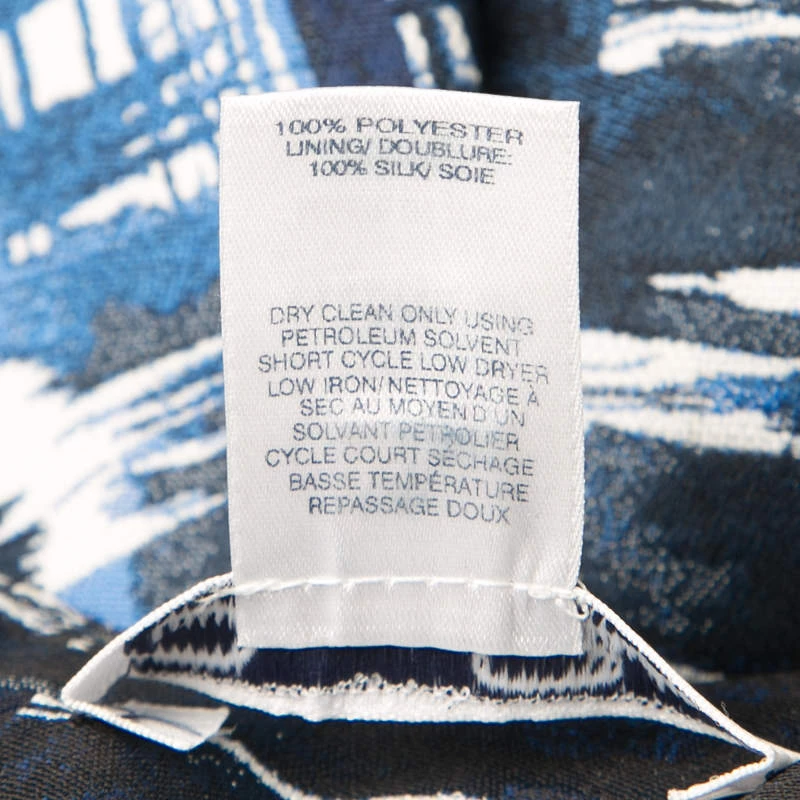 100% POLYESTER
LINING/ DOUBLURE:
100% SILK/ SOIE
DRY CLEAN ONLY USING
PETROLEUM SOLVENT
SHORT CYCLE LOW DRYER
LOW IRON/ NETTOYAGE À
SEC AU MOYEN D'UN
SOLVANT PETROLIER
CYCLE COURT SÉCHAGE
BASSE TEMPÉRATURE
REPASSAGE DOUX